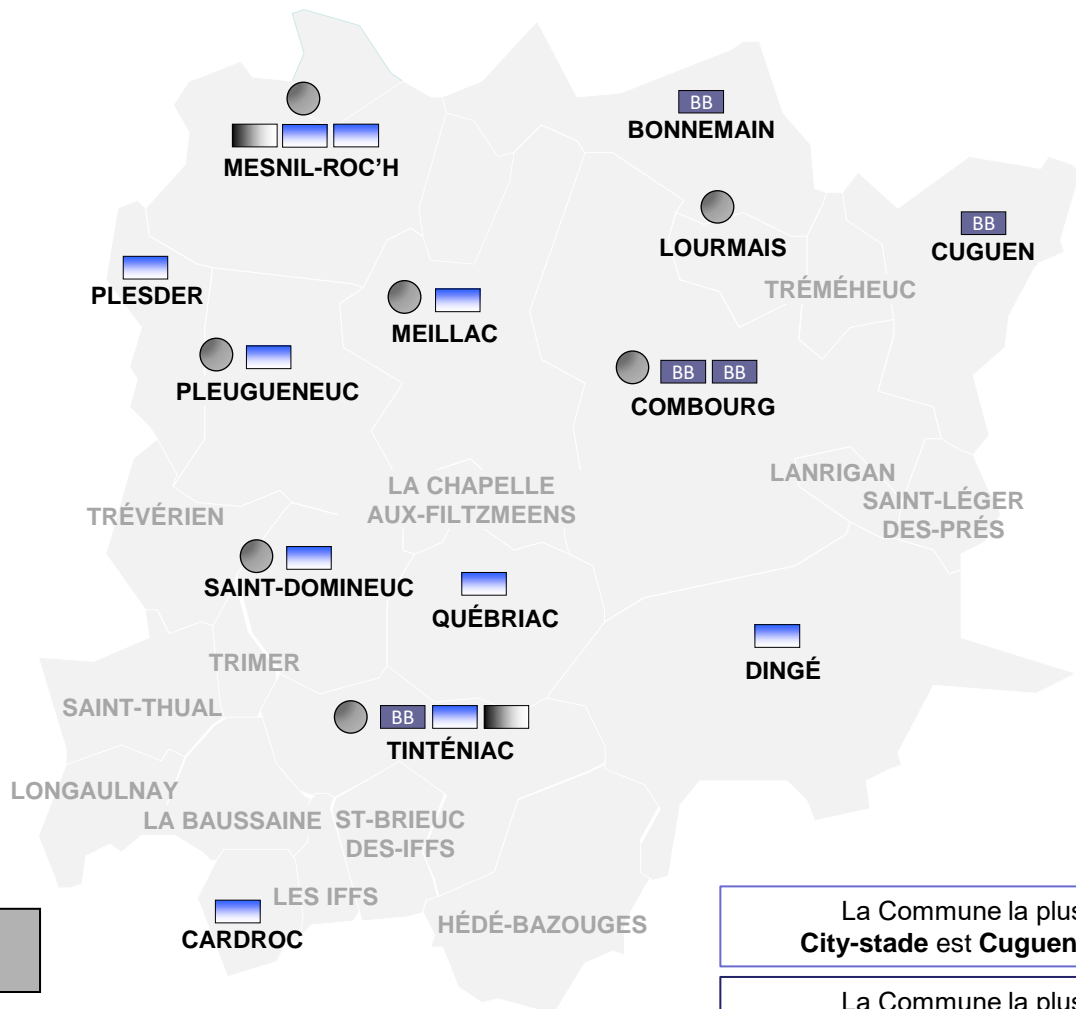 BB
BONNEMAIN
MESNIL-ROC'H
LOURMAIS
BB
CUGUEN
PLESDER
TRÉMÉHEUC
MEILLAC
PLEUGUENEUC
BB BB
COMBOURG
LA CHAPELLE
AUX-FILTZMEENS
LANRIGAN
SAINT-LÉGER
DES-PRÉS
TRÉVÉRIEN
SAINT-DOMINEUC
QUÉBRIAC
DINGÉ
TRIMER
SAINT-THUAL
BB
TINTÉNIAC
LONGAULNAY
LA BAUSSAINE
ST-BRIEUC
DES-IFFS
LES IFFS
HÉDÉ-BAZOUGES
CARDROC
La Commune la plus
City-stade est Cuguen
La Commune la plus